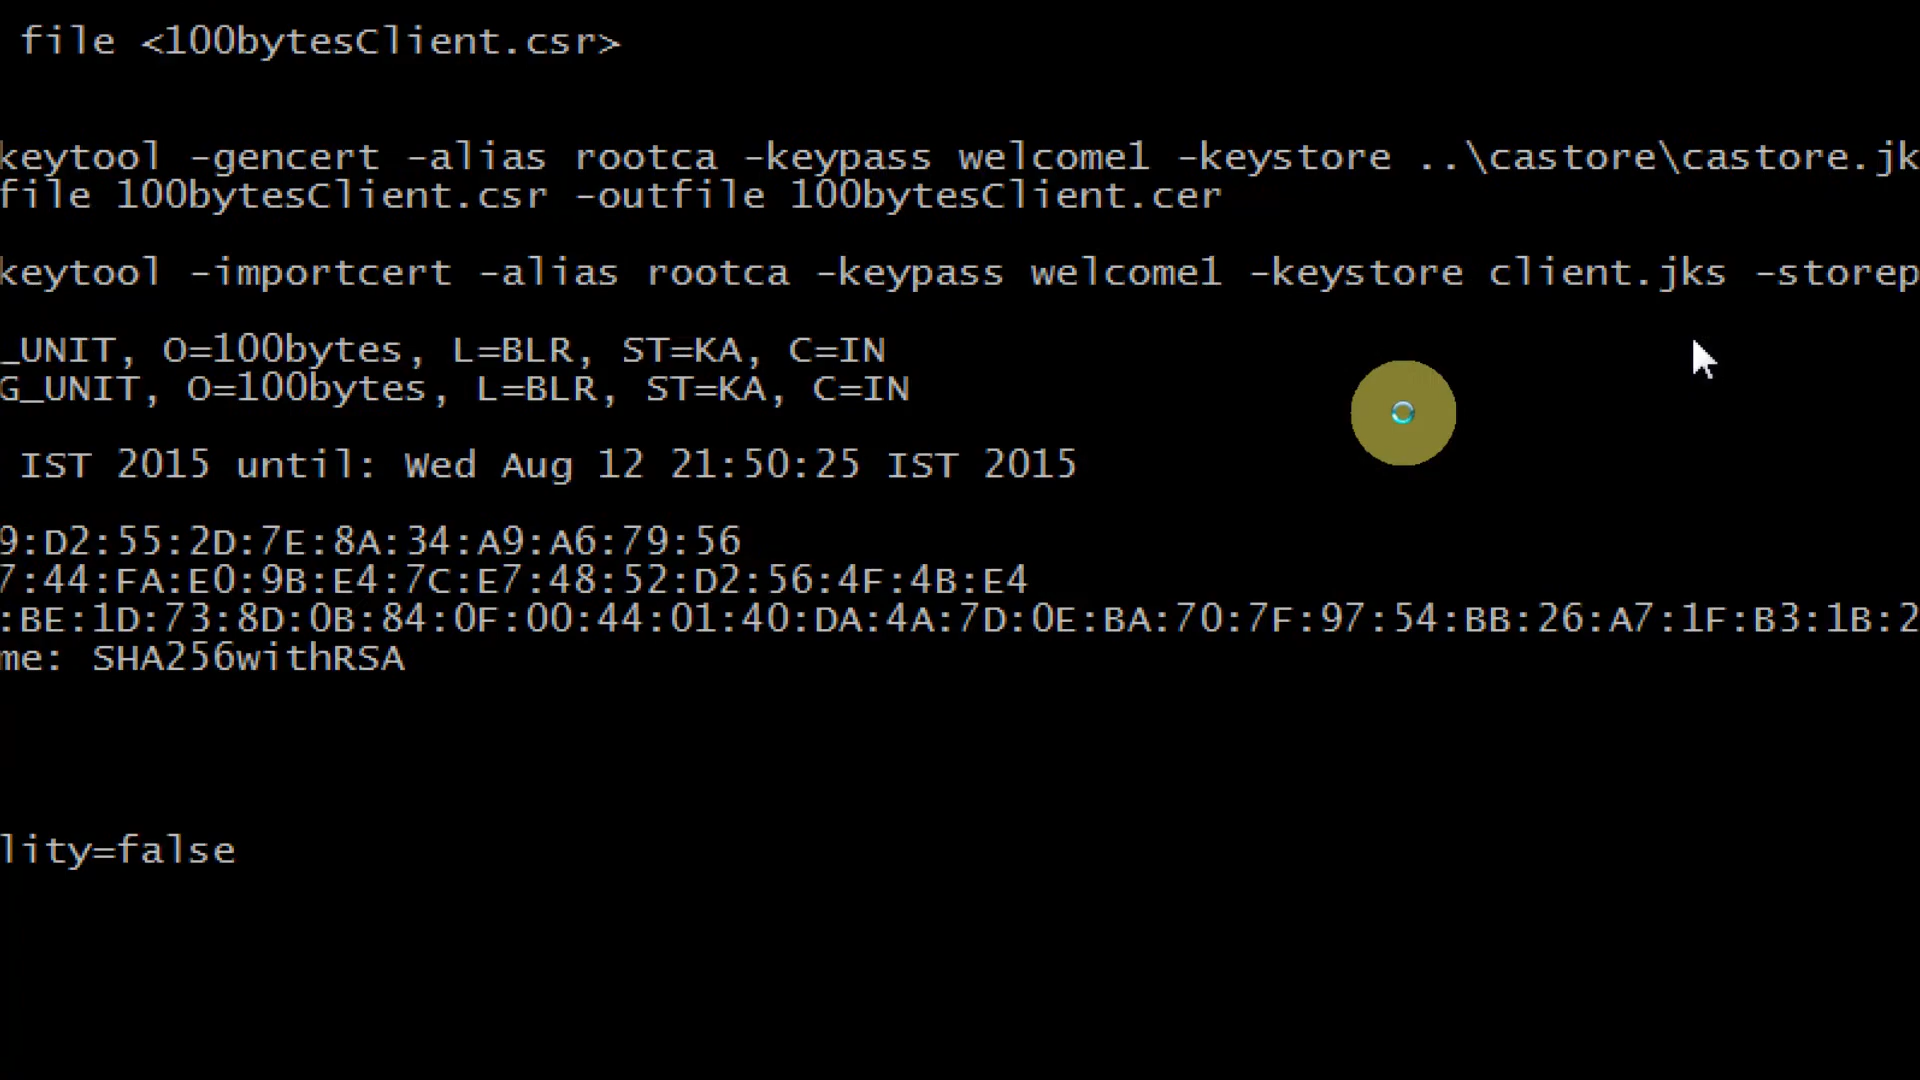 file <100bytesClient.csr>
keytool -gencert -alias rootca -keypass welcome1 -keystore ..\castore\castore.jk
file 100bytesClient.csr -outfile 100bytesClient.cer
keytool -importcert -alias rootca -keypass welcome1 -keystore client.jks -storep
_UNIT, O=100bytes, L=BLR, ST=KA, C=IN
G_UNIT, O=100bytes, L=BLR, ST=KA, C=IN
IST 2015 until: Wed Aug 12 21:50:25 IST 2015
9:D2:55:2D:7E:8A:34:A9:A6:79:56
7:44:FA:E0:9B:E4:7C:E7:48:52:D2:56:4F:4B:E4
:BE:1D:73:8D:0B:84:0F:00:44:01:40:DA:4A:7D:0E:BA:70:7F:97:54:BB:26:A7:1F:B3:1B:2
me: SHA256withRSA
lity=false